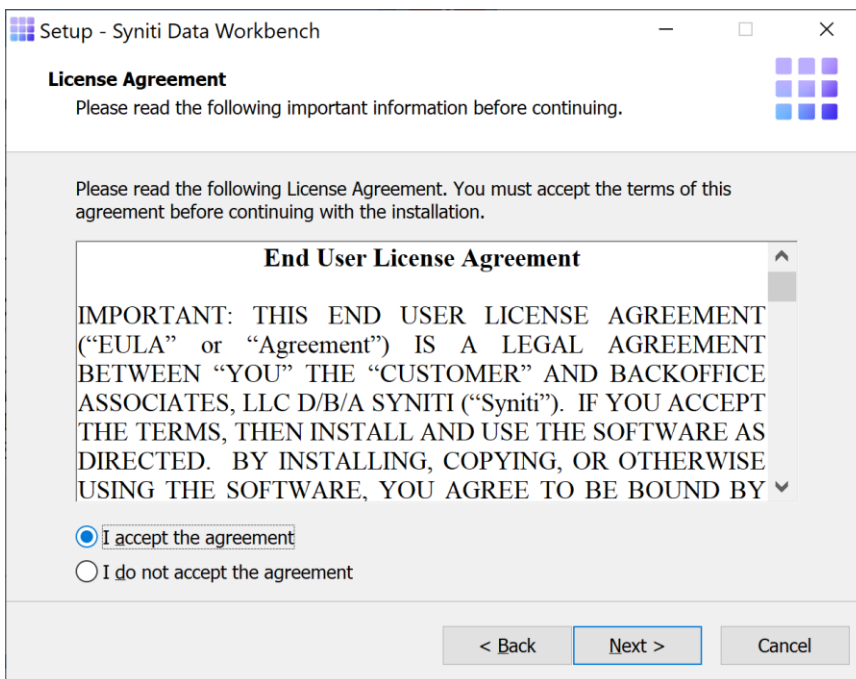 Setup - Syniti Data Workbench
License Agreement
Please read the following important information before continuing.
Please read the following License Agreement. You must accept the terms of this
agreement before continuing with the installation.
End User License Agreement
IMPORTANT: THIS END USER LICENSE AGREEMENT
(“EULA” or “Agreement”) IS A LEGAL AGREEMENT
BETWEEN “YOU” THE “CUSTOMER” AND BACKOFFICE
ASSOCIATES, LLC D/B/A SYNITI (“Syniti”).  IF YOU ACCEPT
THE TERMS, THEN INSTALL AND USE THE SOFTWARE AS
DIRECTED.  BY INSTALLING, COPYING, OR OTHERWISE
USING THE SOFTWARE, YOU AGREE TO BE BOUND BY
I accept the agreement
I do not accept the agreement
< Back
Next >
Cancel